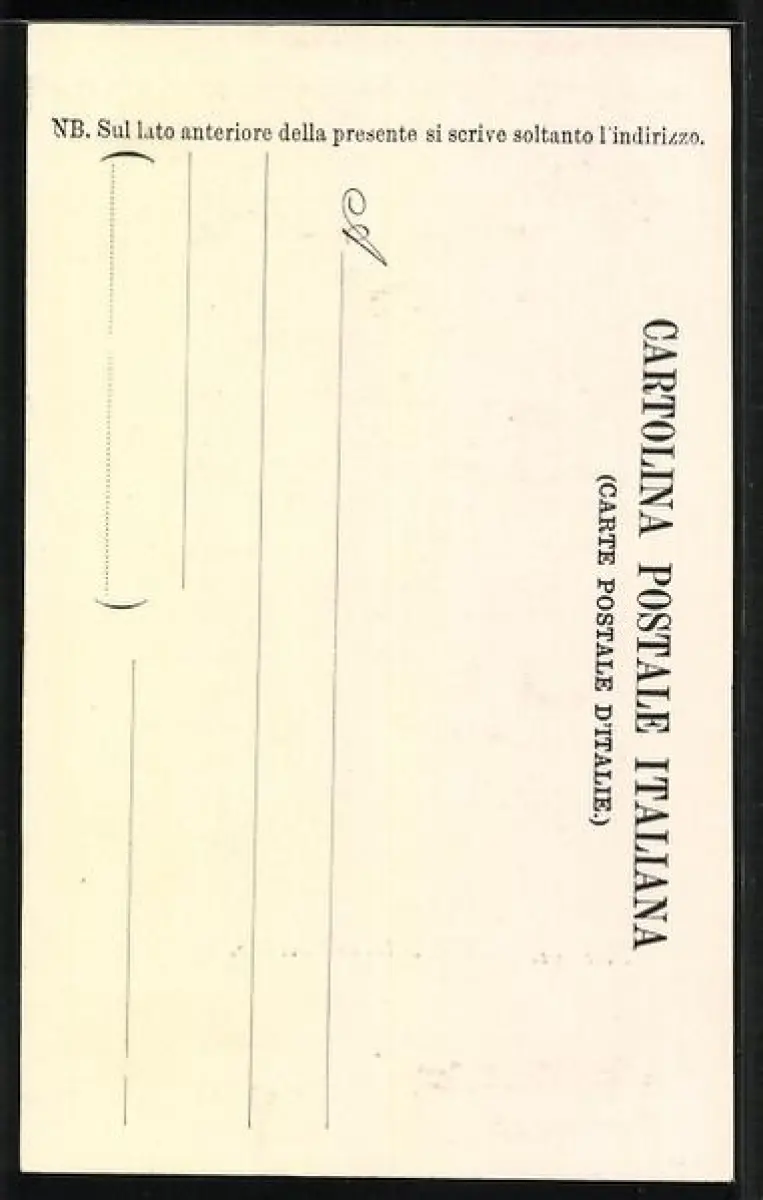 NB. Sul lato anteriore della presente si scrive soltanto l'indirizzo.
CARTOLINA POSTALE ITALIANA
(CARTE POSTALE D'ITALIE.)
A